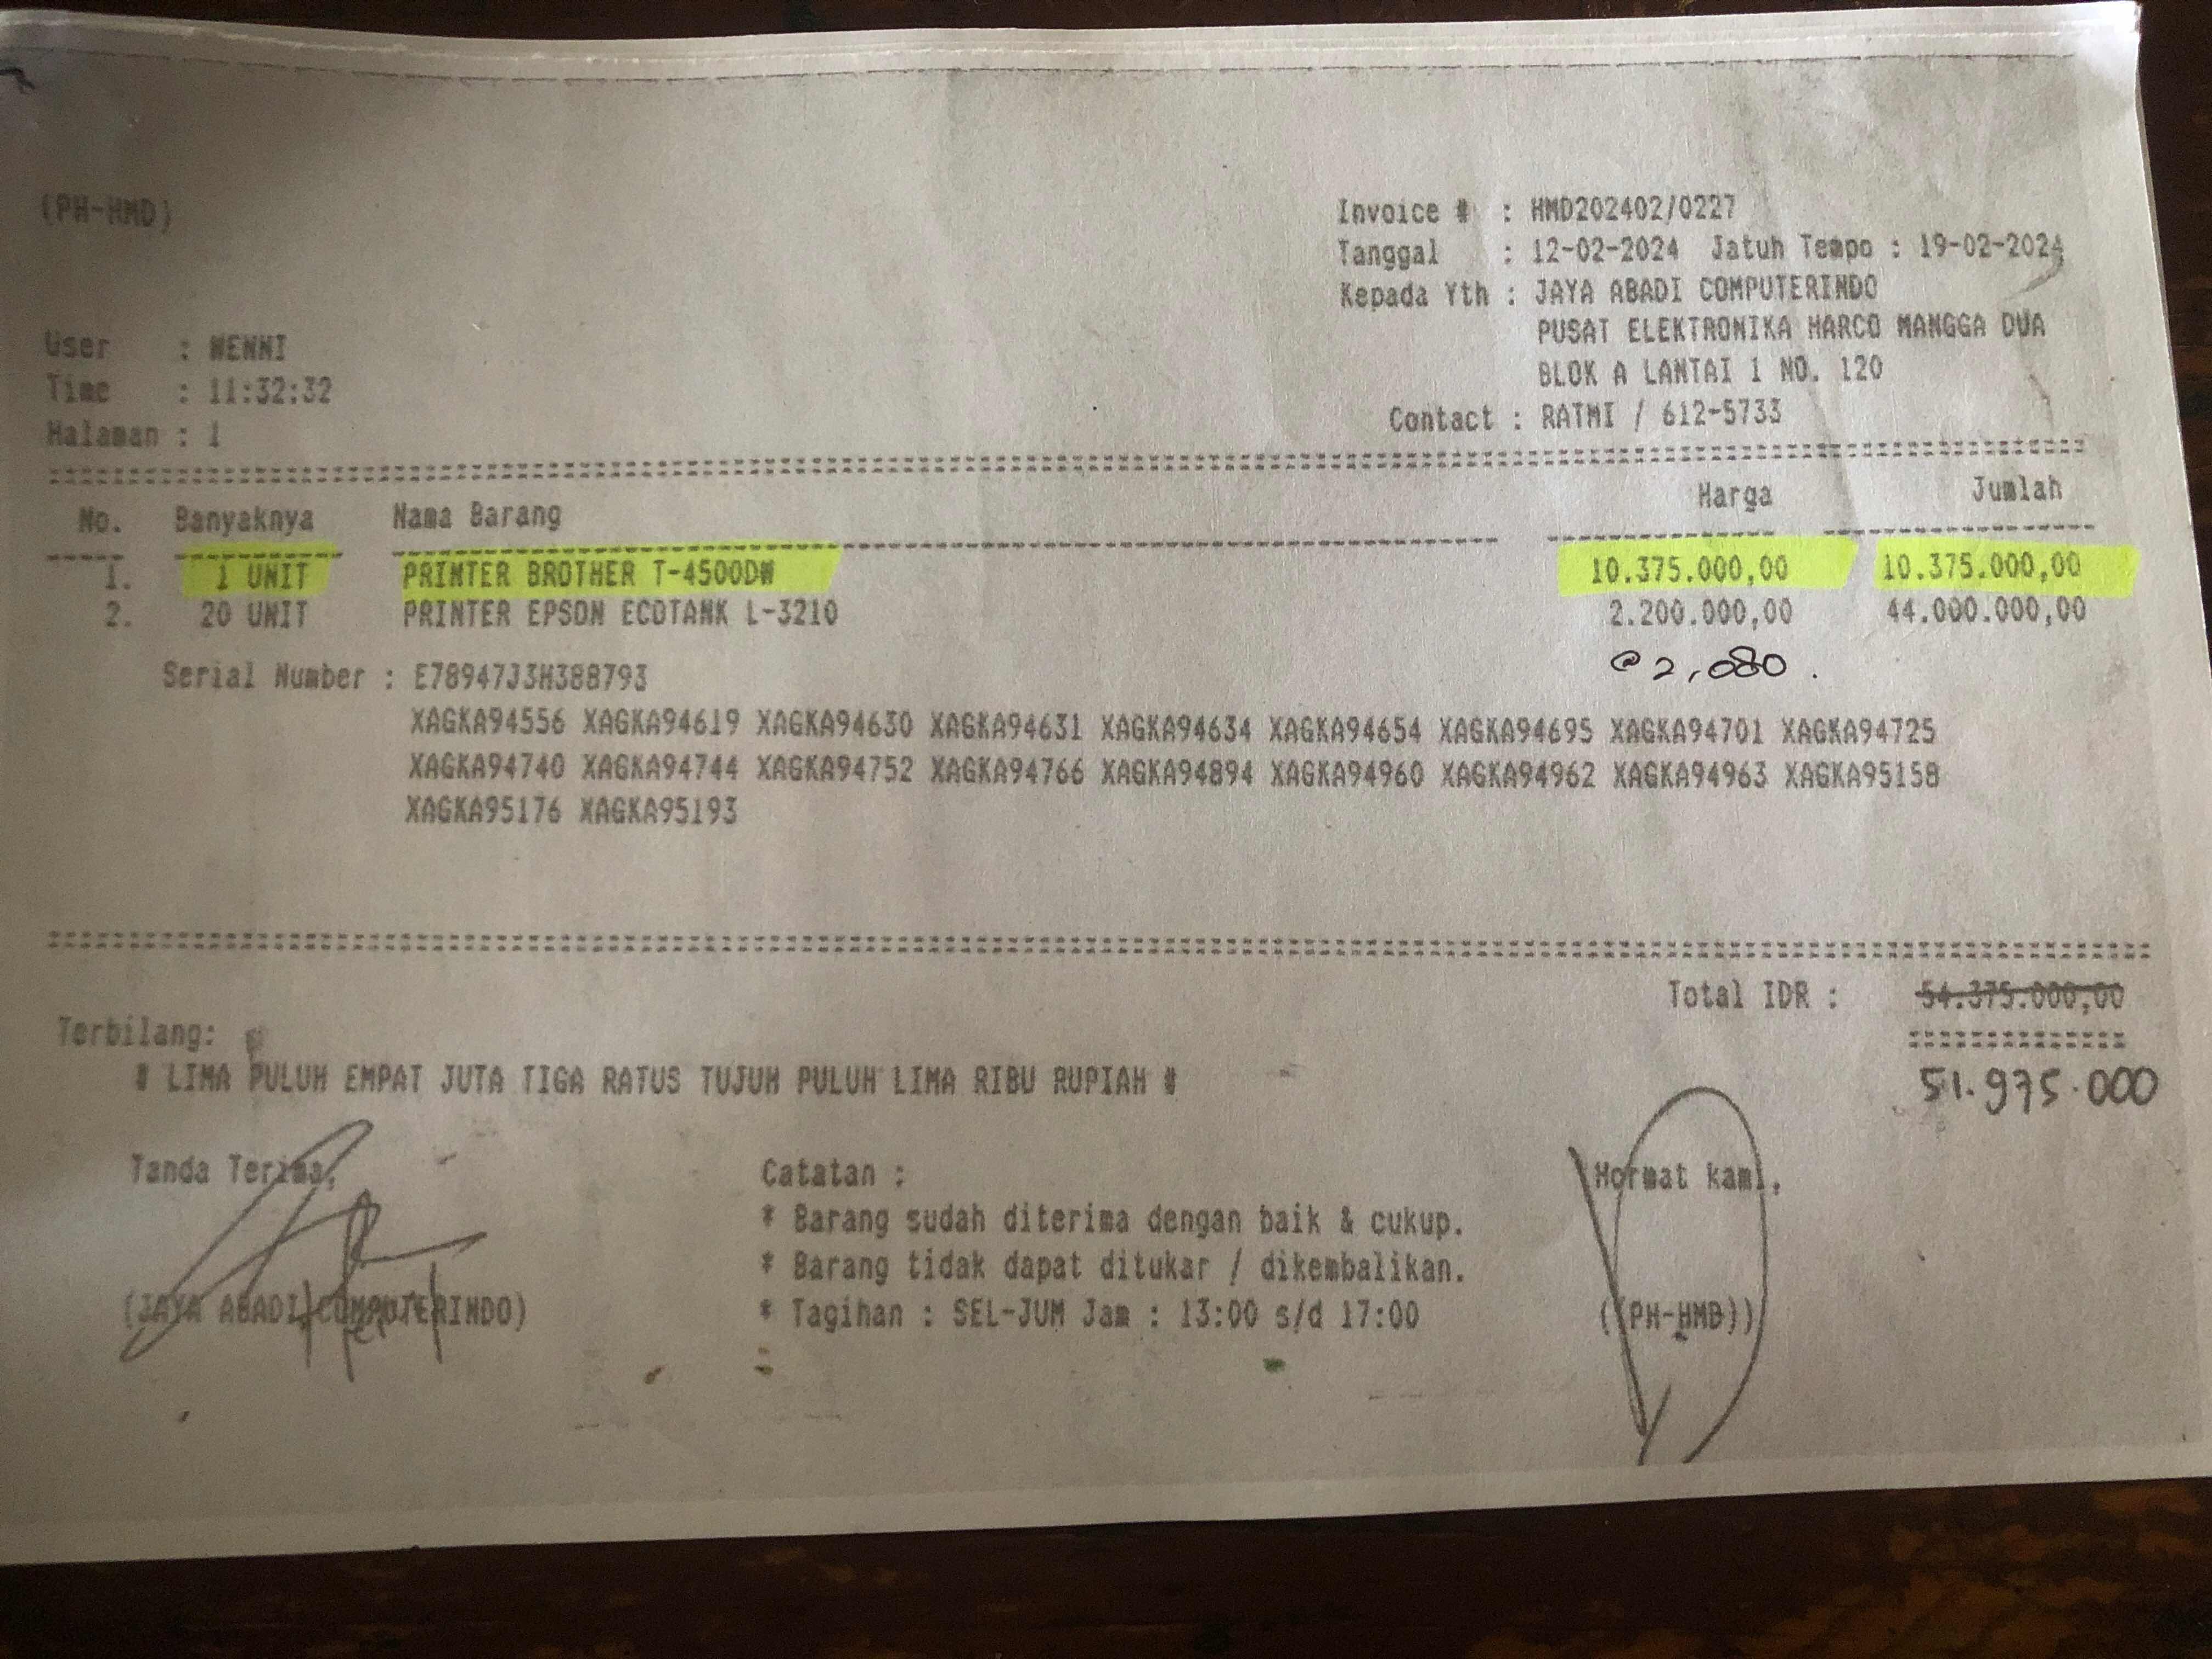 (PH-HMD)
Invoice # : HMD202402/0227
Tanggal : 12-02-2024 Jatuh Tempo : 19-02-2024
Kepada Yth : JAYA ABADI COMPUTERINDO
PUSAT ELEKTRONIKA HARCO MANGGA DUA
BLOK A LANTAI 1 NO. 120
Contact : RATMI / 612-5733
User : WENNI
Time : 11:32:32
Halaman : 1
No. Banyaknya Nama Barang Harga Jumlah
1. 1 UNIT PRINTER BROTHER T-4500DW 10.375.000,00 10.375.000,00
2. 20 UNIT PRINTER EPSON ECOTANK L-3210 2.200.000,00 44.000.000,00
@ 2,080.
Serial Number : E78947J3H388793
XAGKA94556 XAGKA94619 XAGKA94630 XAGKA94631 XAGKA94634 XAGKA94654 XAGKA94695 XAGKA94701 XAGKA94725
XAGKA94740 XAGKA94744 XAGKA94752 XAGKA94766 XAGKA94894 XAGKA94960 XAGKA94962 XAGKA94963 XAGKA95158
XAGKA95176 XAGKA95193
Total IDR : 54.375.000,00
51.975.000
Terbilang:
# LIMA PULUH EMPAT JUTA TIGA RATUS TUJUH PULUH LIMA RIBU RUPIAH #
Tanda Terima,
(JAYA ABADI COMPUTERINDO)
Catatan :
* Barang sudah diterima dengan baik & cukup.
* Barang tidak dapat ditukar / dikembalikan.
* Tagihan : SEL-JUM Jam : 13:00 s/d 17:00
Hormat kami,
((PH-HMD))